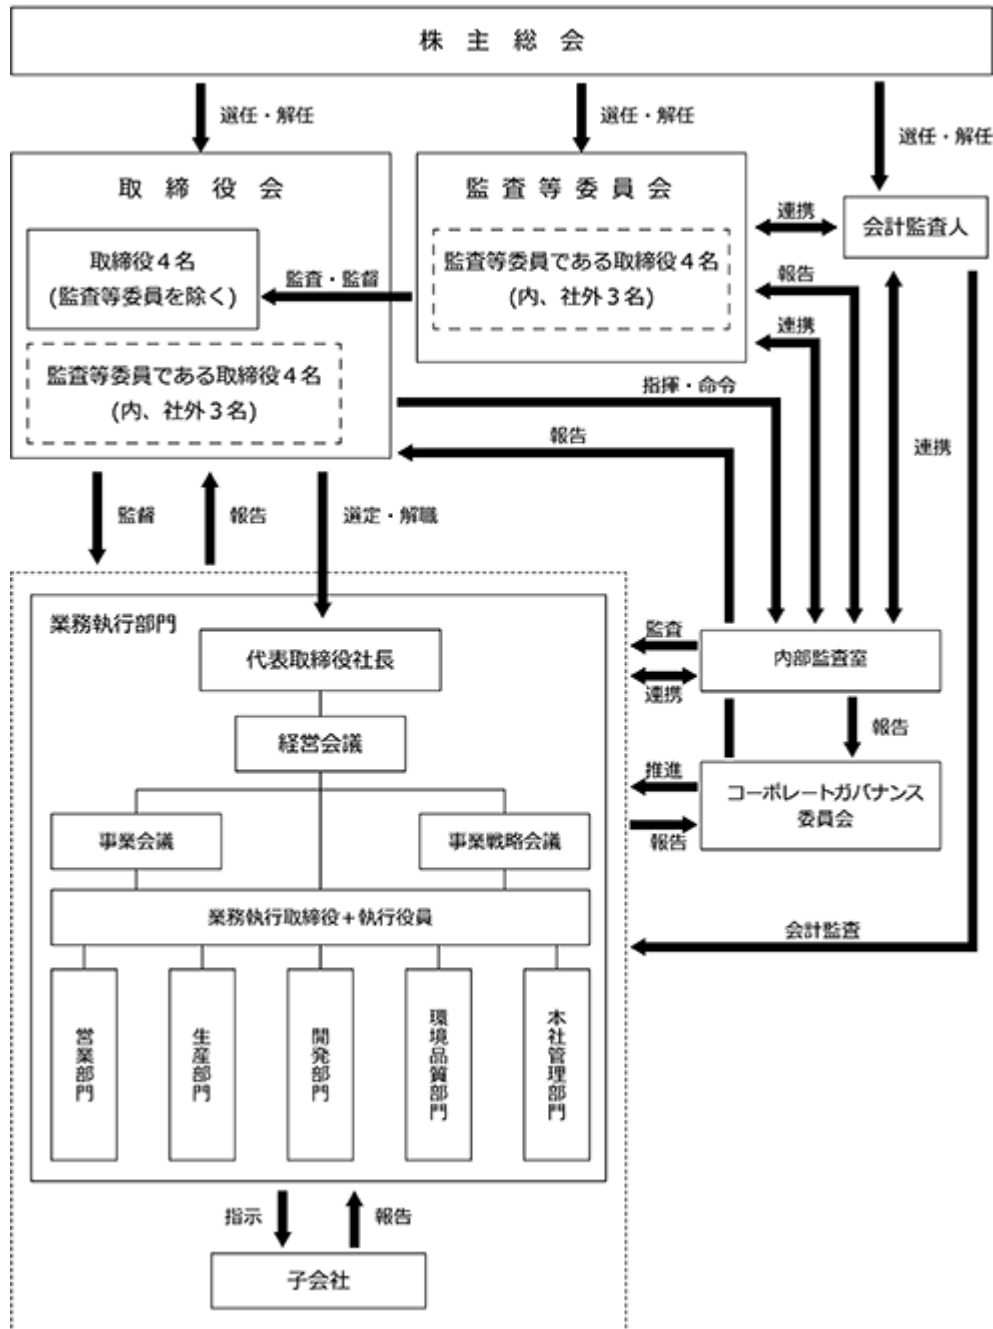 株主総会
選任・解任
選任・解任
選任・解任
取締役会
監査等委員会
会計監査人
連携
取締役４名
(監査等委員を除く)
監査・監督
監査等委員である取締役４名
(内、社外３名)
報告
連携
監査等委員である取締役４名
(内、社外３名)
指揮・命令
報告
連携
監督
報告
選定・解職
業務執行部門
代表取締役社長
監査
連携
内部監査室
経営会議
報告
推進
報告
コーポレートガバナンス
委員会
事業会議
事業戦略会議
業務執行取締役＋執行役員
会計監査
営業部門
生産部門
開発部門
環境品質部門
本社管理部門
指示
報告
子会社